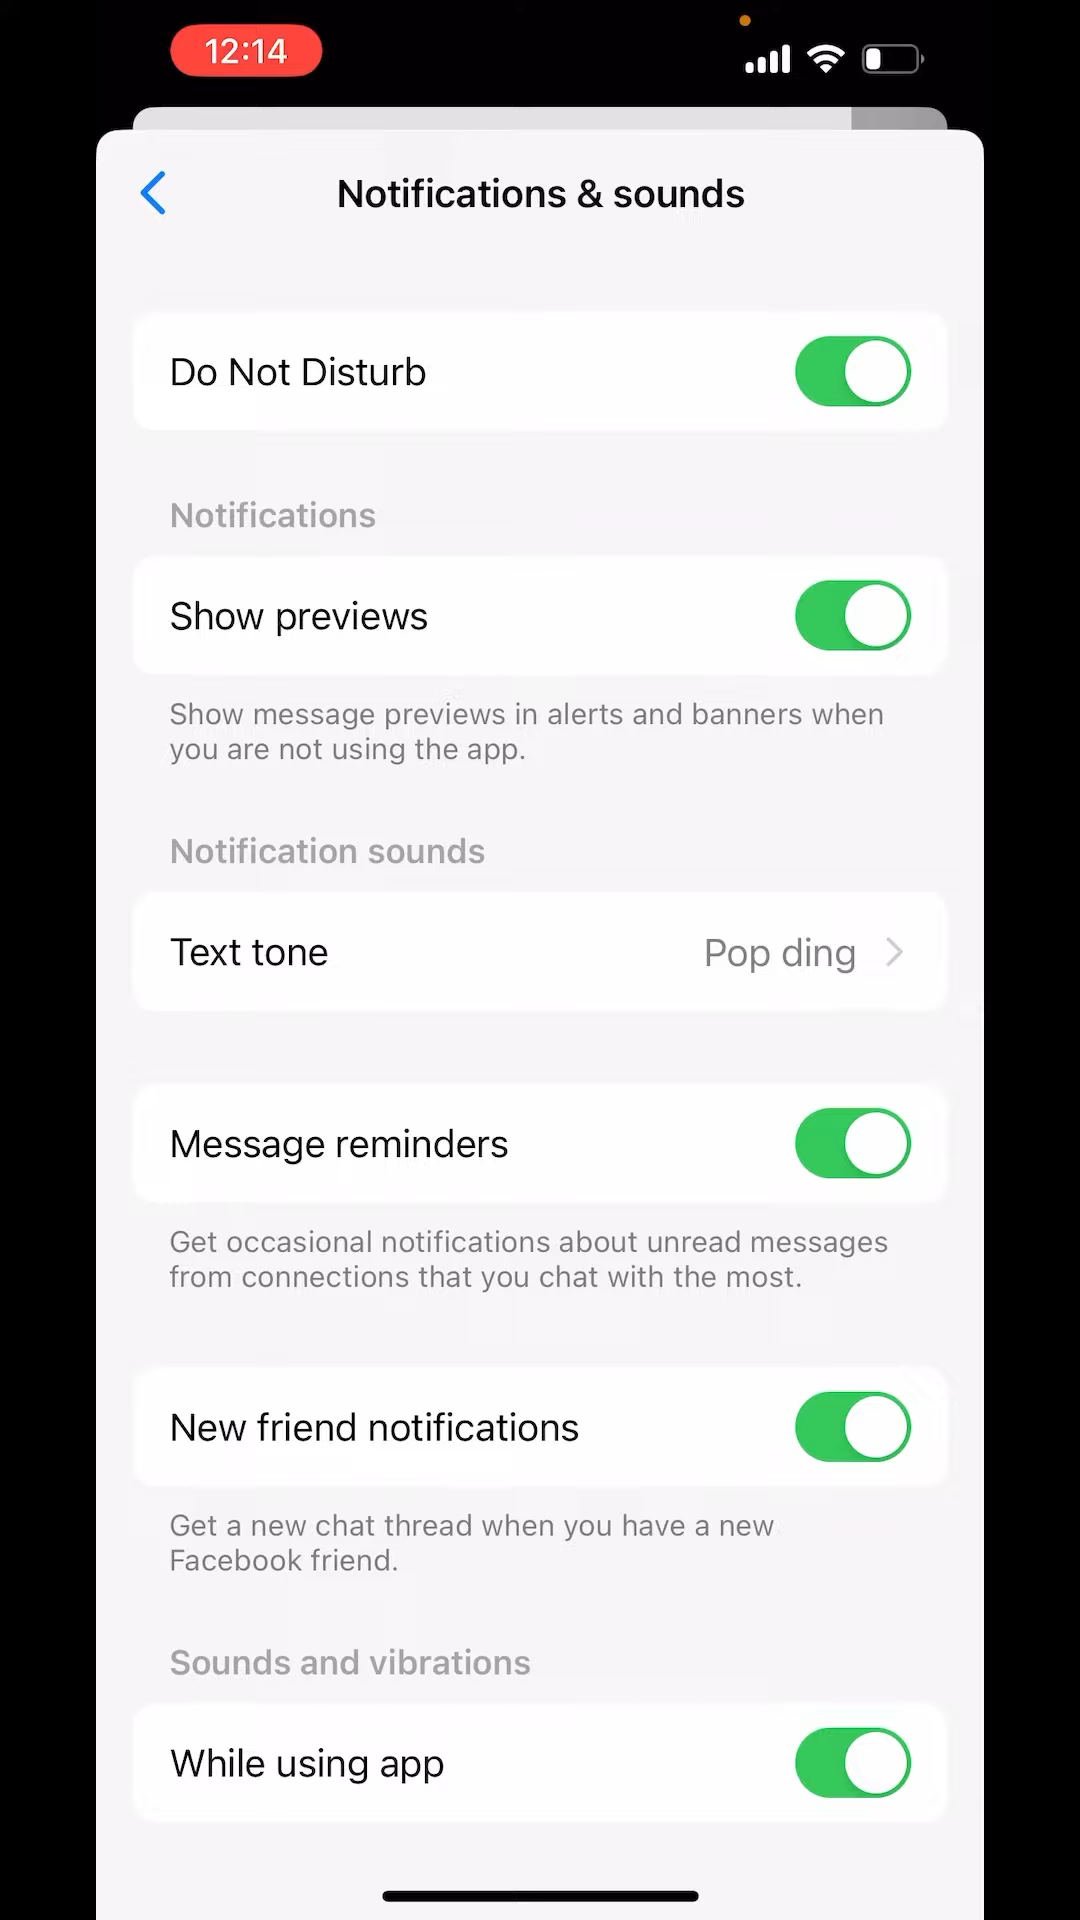 12:14
Notifications & sounds
Do Not Disturb
Notifications
Show previews
Show message previews in alerts and banners when
you are not using the app.
Notification sounds
Text tone Pop ding
Message reminders
Get occasional notifications about unread messages
from connections that you chat with the most.
New friend notifications
Get a new chat thread when you have a new
Facebook friend.
Sounds and vibrations
While using app